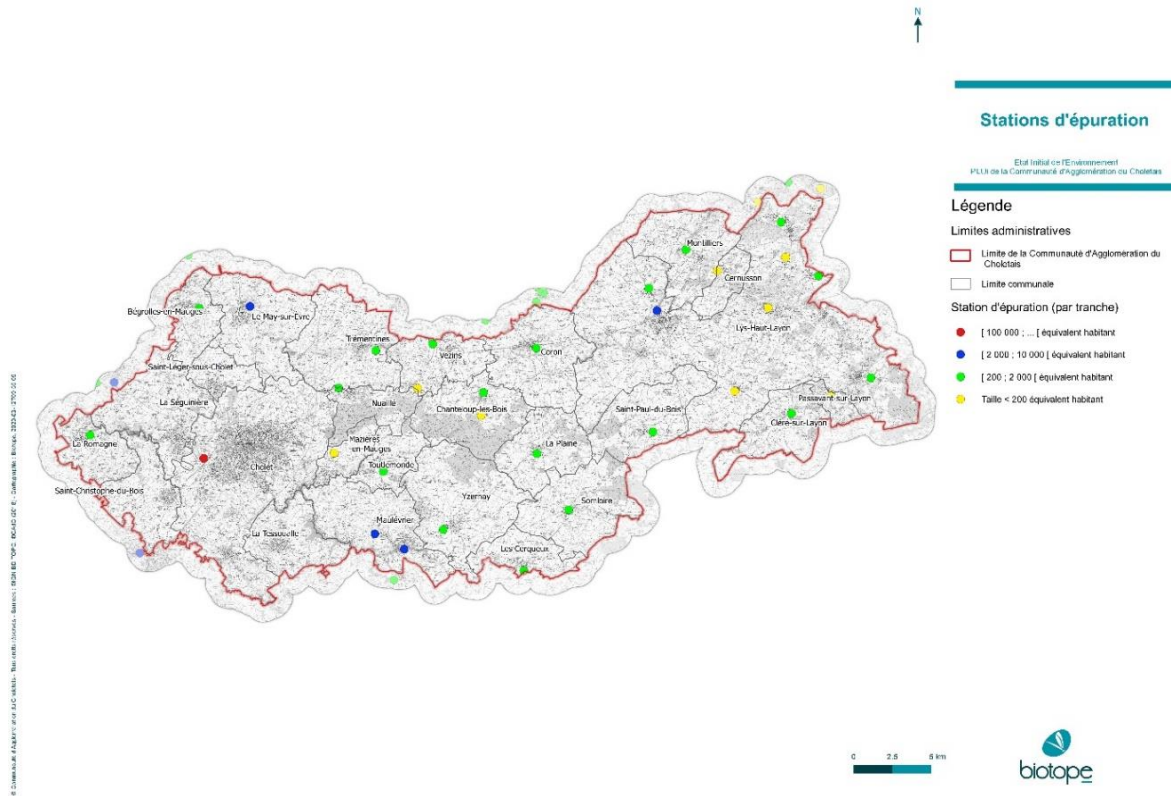 N
Stations d'épuration
Etat Initial de l'Environnement
PLUi de la Communauté d'Agglomération du Choletais
Légende
Limites administratives
Limite de la Communauté d'Agglomération du
Choletais
Limite communale
Station d'épuration (par tranche)
[ 100 000 ; ... [ équivalent habitant
[ 2 000 ; 10 000 [ équivalent habitant
[ 200 ; 2 000 [ équivalent habitant
Taille < 200 équivalent habitant
Montilliers
Cernusson
Bégrolles-en-Mauges
Le May-sur-Evre
Lys-Haut-Layon
Trémentines
Vezins
Coron
Saint-Léger-sous-Cholet
La Séguinière
Nuaillé
Chanteloup-les-Bois
Saint-Paul-du-Bois
Passavant-sur-Layon
Cléré-sur-Layon
La Romagne
Mazières
en-Mauges
La Plaine
Cholet
Toutlemonde
Saint-Christophe-du-Bois
Yzernay
Somloire
Maulévrier
La Tessoualle
Les Cerqueux
0 2,5 5 km
biotope